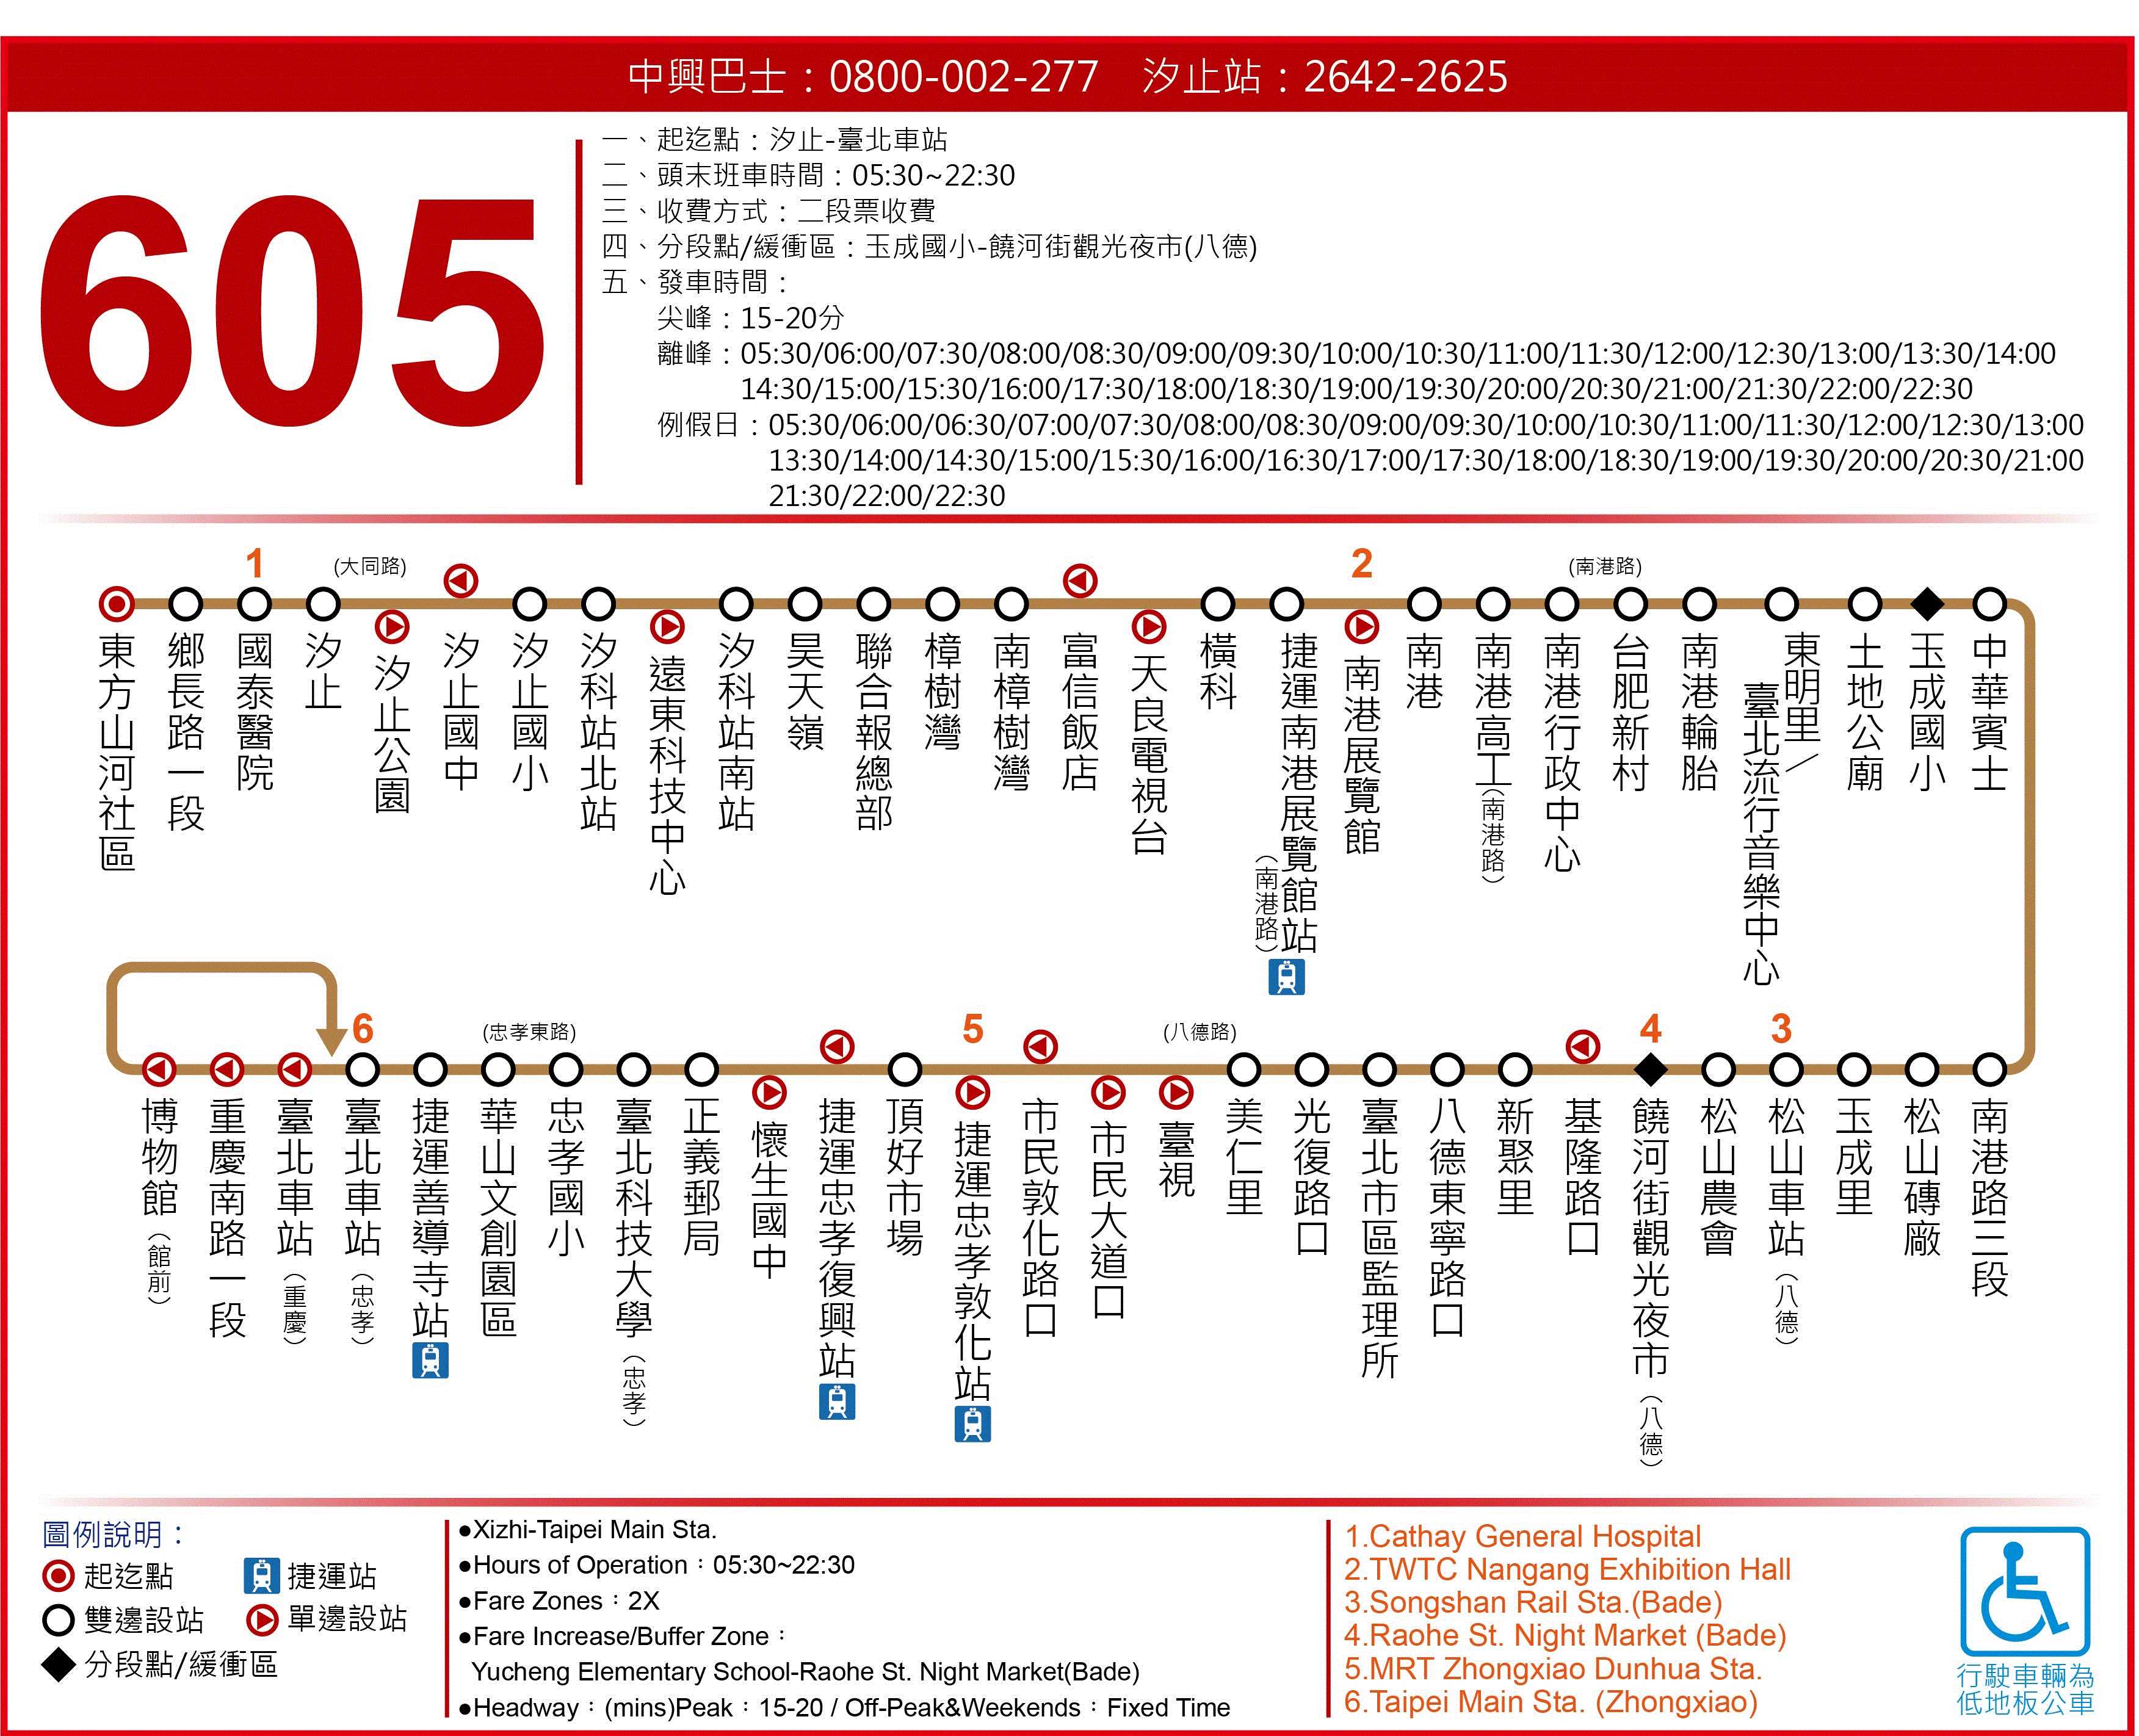 中興巴士：0800-002-277　汐止站：2642-2625
605
一、起迄點：汐止-臺北車站
二、頭末班車時間：05:30~22:30
三、收費方式：二段票收費
四、分段點/緩衝區：玉成國小-饒河街觀光夜市(八德)
五、發車時間：
尖峰：15-20分
離峰：05:30/06:00/07:30/08:00/08:30/09:00/09:30/10:00/10:30/11:00/11:30/12:00/12:30/13:00/13:30/14:00
14:30/15:00/15:30/16:00/17:30/18:00/18:30/19:00/19:30/20:00/20:30/21:00/21:30/22:00/22:30
例假日：05:30/06:00/06:30/07:00/07:30/08:00/08:30/09:00/09:30/10:00/10:30/11:00/11:30/12:00/12:30/13:00
13:30/14:00/14:30/15:00/15:30/16:00/16:30/17:00/17:30/18:00/18:30/19:00/19:30/20:00/20:30/21:00
21:30/22:00/22:30
1
(大同路)
2
(南港路)
東方山河社區
鄉長路一段
國泰醫院
汐止
汐止公園
汐止國中
汐止國小
汐科站北站
遠東科技中心
汐科站南站
昊天嶺
聯合報總部
樟樹灣
南樟樹灣
富信飯店
天良電視台
橫科
捷運南港展覽館站
（南港路）
南港展覽館
南港
南港高工（南港路）
南港行政中心
台肥新村
南港輪胎
東明里／
臺北流行音樂中心
土地公廟
玉成國小
中華賓士
6
(忠孝東路)
5
(八德路)
4
3
博物館（館前）
重慶南路一段
臺北車站（重慶）
臺北車站（忠孝）
捷運善導寺站
華山文創園區
忠孝國小
臺北科技大學（忠孝）
正義郵局
懷生國中
捷運忠孝復興站
頂好市場
捷運忠孝敦化站
市民敦化路口
市民大道口
臺視
美仁里
光復路口
臺北市區監理所
八德東寧路口
新聚里
基隆路口
饒河街觀光夜市（八德）
松山農會
松山車站（八德）
玉成里
松山磚廠
南港路三段
圖例說明：
起迄點
捷運站
雙邊設站
單邊設站
分段點/緩衝區
●Xizhi-Taipei Main Sta.
●Hours of Operation：05:30~22:30
●Fare Zones：2X
●Fare Increase/Buffer Zone：
Yucheng Elementary School-Raohe St. Night Market(Bade)
●Headway：(mins)Peak：15-20 / Off-Peak&Weekends：Fixed Time
1.Cathay General Hospital
2.TWTC Nangang Exhibition Hall
3.Songshan Rail Sta.(Bade)
4.Raohe St. Night Market (Bade)
5.MRT Zhongxiao Dunhua Sta.
6.Taipei Main Sta. (Zhongxiao)
行駛車輛為
低地板公車